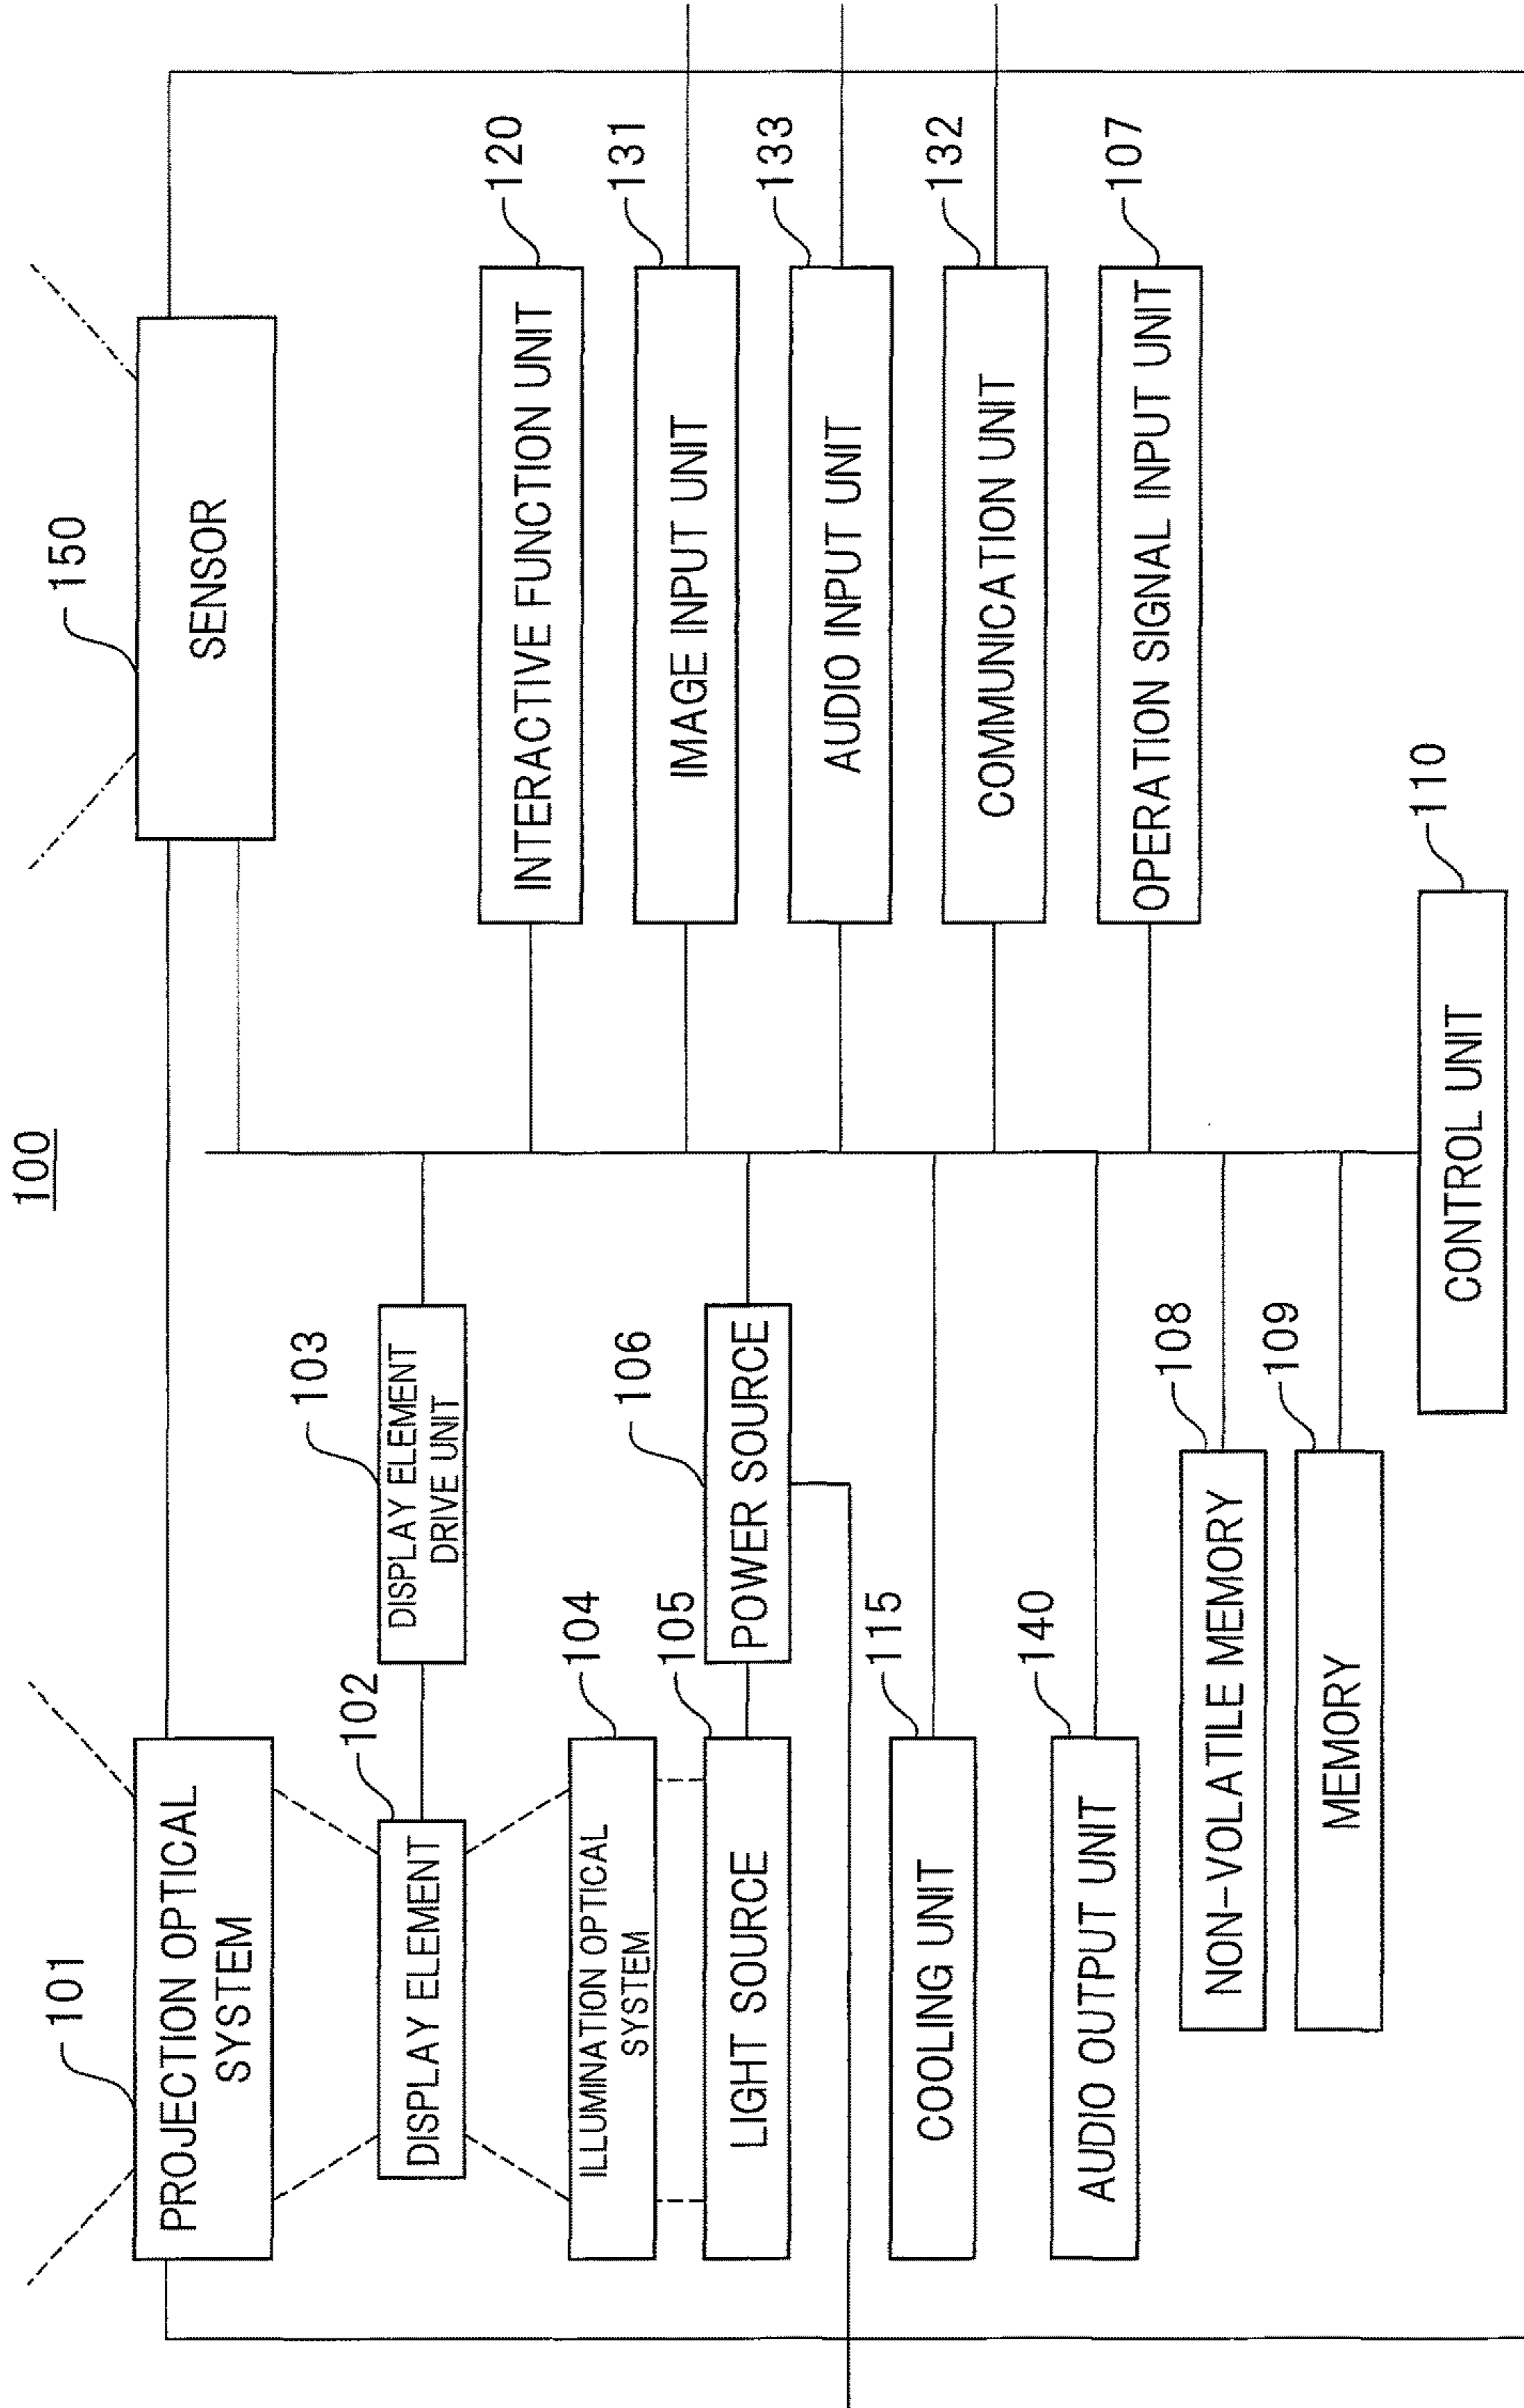 100
101
PROJECTION OPTICAL
SYSTEM
150
SENSOR
103
DISPLAY ELEMENT
DRIVE UNIT
102
DISPLAY ELEMENT
120
INTERACTIVE FUNCTION UNIT
104
ILLUMINATION OPTICAL
SYSTEM
131
IMAGE INPUT UNIT
105
LIGHT SOURCE
106
POWER SOURCE
133
AUDIO INPUT UNIT
115
COOLING UNIT
132
COMMUNICATION UNIT
140
AUDIO OUTPUT UNIT
107
OPERATION SIGNAL INPUT UNIT
108
NON-VOLATILE MEMORY
109
MEMORY
110
CONTROL UNIT